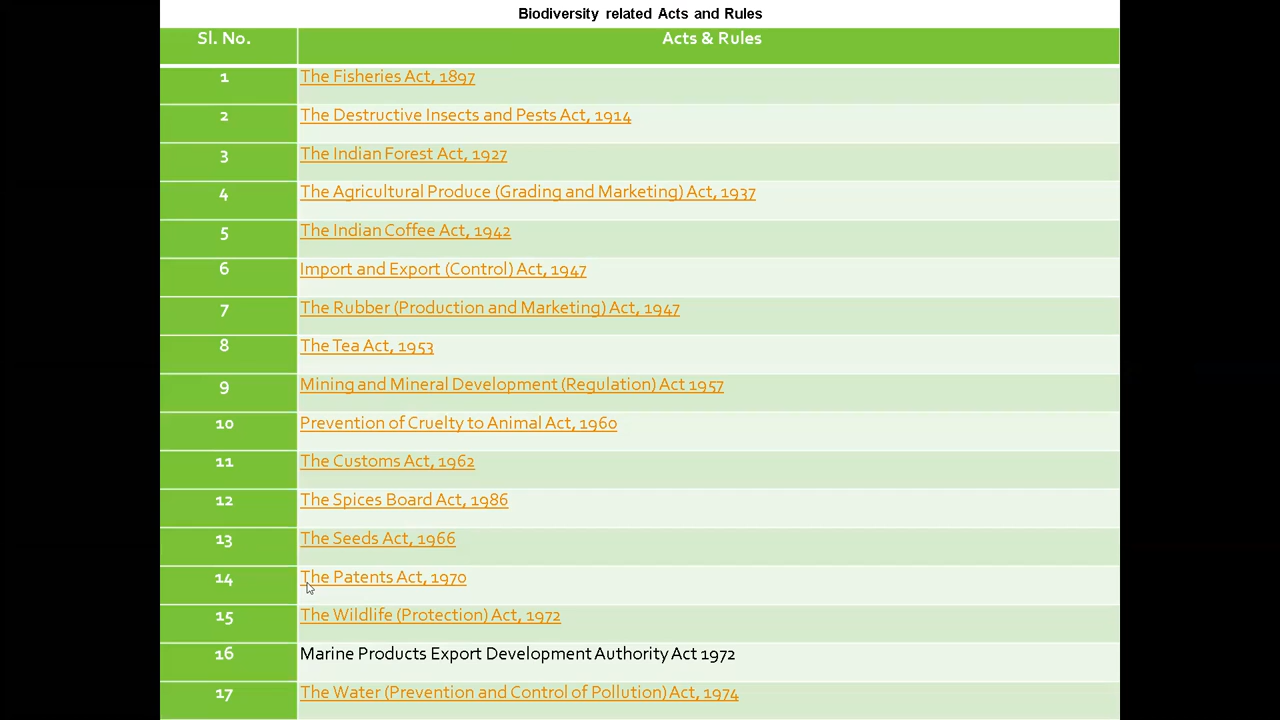 Biodiversity related Acts and Rules
Sl. No. Acts & Rules
1 The Fisheries Act, 1897
2 The Destructive Insects and Pests Act, 1914
3 The Indian Forest Act, 1927
4 The Agricultural Produce (Grading and Marketing) Act, 1937
5 The Indian Coffee Act, 1942
6 Import and Export (Control) Act, 1947
7 The Rubber (Production and Marketing) Act, 1947
8 The Tea Act, 1953
9 Mining and Mineral Development (Regulation) Act 1957
10 Prevention of Cruelty to Animal Act, 1960
11 The Customs Act, 1962
12 The Spices Board Act, 1986
13 The Seeds Act, 1966
14 The Patents Act, 1970
15 The Wildlife (Protection) Act, 1972
16 Marine Products Export Development Authority Act 1972
17 The Water (Prevention and Control of Pollution) Act, 1974